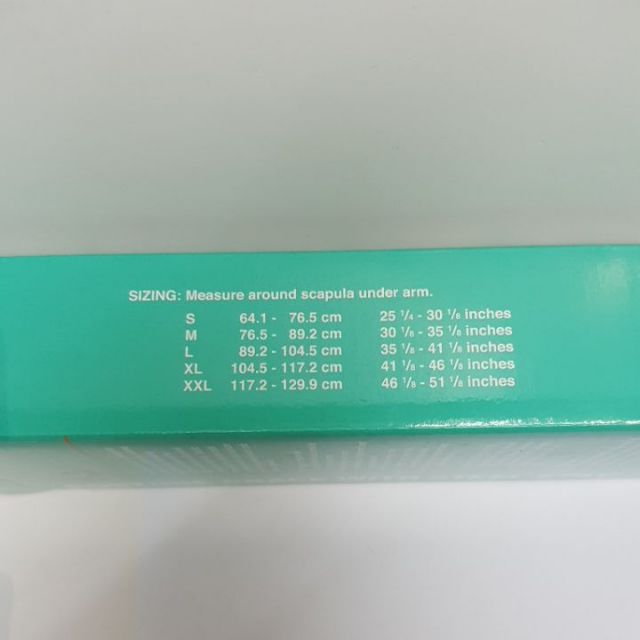 SIZING: Measure around scapula under arm.
S 64.1 - 76.5 cm 25 1/4 - 30 1/8 inches
M 76.5 - 89.2 cm 30 1/8 - 35 1/8 inches
L 89.2 - 104.5 cm 35 1/8 - 41 1/8 inches
XL 104.5 - 117.2 cm 41 1/8 - 46 1/8 inches
XXL 117.2 - 129.9 cm 46 1/8 - 51 1/8 inches